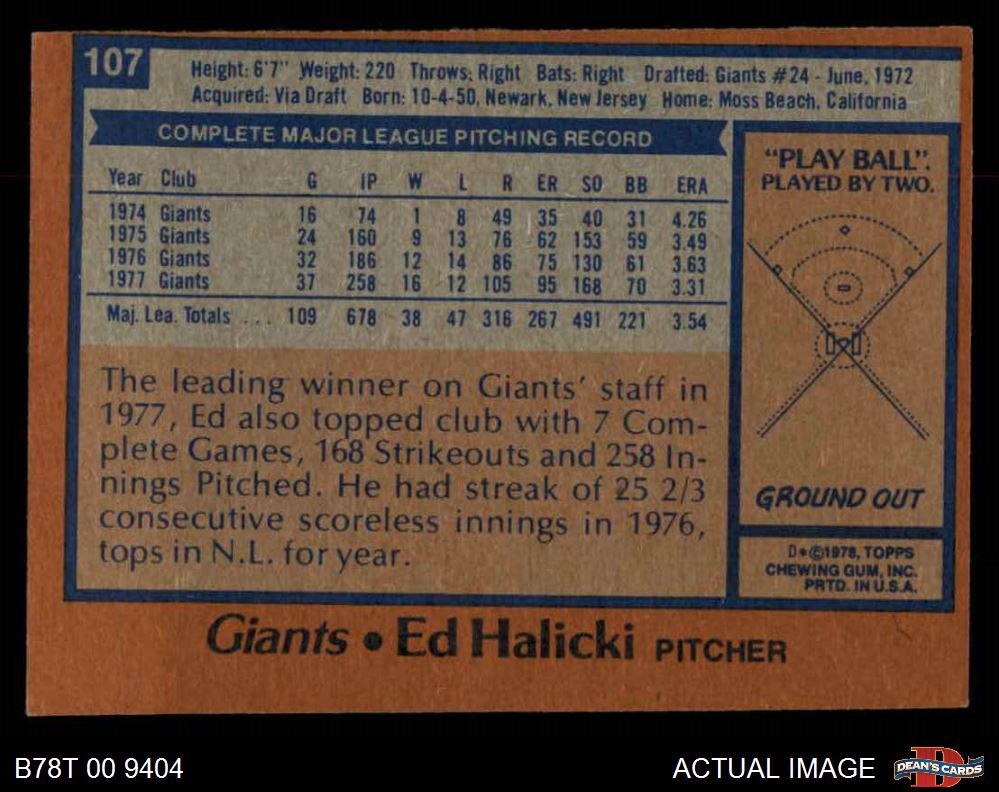 107
Height: 6'7" Weight: 220 Throws: Right Bats: Right Drafted: Giants #24 - June, 1972
Acquired: Via Draft Born: 10-4-50, Newark, New Jersey Home: Moss Beach, California
COMPLETE MAJOR LEAGUE PITCHING RECORD
Year Club G IP W L R ER SO BB ERA
1974 Giants 16 74 1 8 49 35 40 31 4.26
1975 Giants 24 160 9 13 76 62 153 59 3.49
1976 Giants 32 186 12 14 86 75 130 61 3.63
1977 Giants 37 258 16 12 105 95 168 70 3.31
Maj. Lea. Totals ... 109 678 38 47 316 267 491 221 3.54
The leading winner on Giants' staff in
1977, Ed also topped club with 7 Com-
plete Games, 168 Strikeouts and 258 In-
nings Pitched. He had streak of 25 2/3
consecutive scoreless innings in 1976,
tops in N.L. for year.
"PLAY BALL".
PLAYED BY TWO.
GROUND OUT
D*©1978, TOPPS
CHEWING GUM, INC.
PRTD. IN U.S.A.
Giants • Ed Halicki PITCHER
B78T 00 9404
ACTUAL IMAGE
DEAN'S CARDS